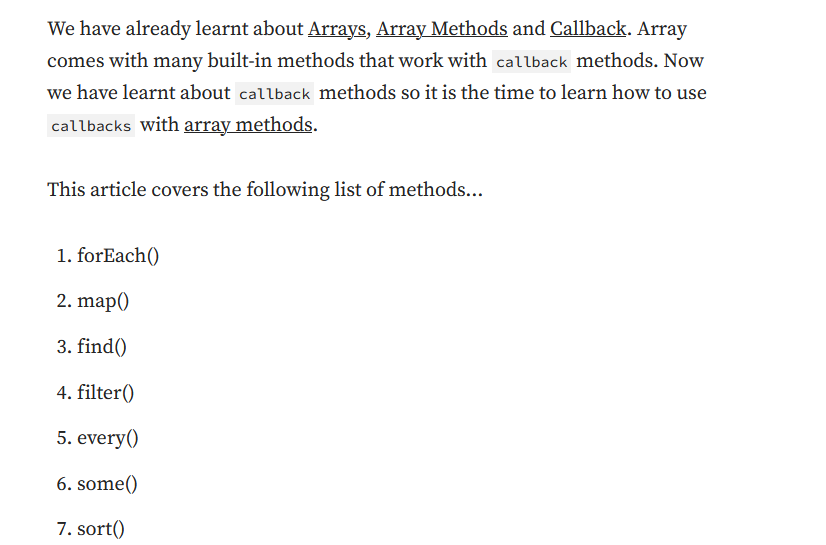 We have already learnt about Arrays, Array Methods and Callback. Array
comes with many built-in methods that work with callback methods. Now
we have learnt about callback methods so it is the time to learn how to use
callbacks with array methods.
This article covers the following list of methods...
1. forEach()
2. map()
3. find()
4. filter()
5. every()
6. some()
7. sort()